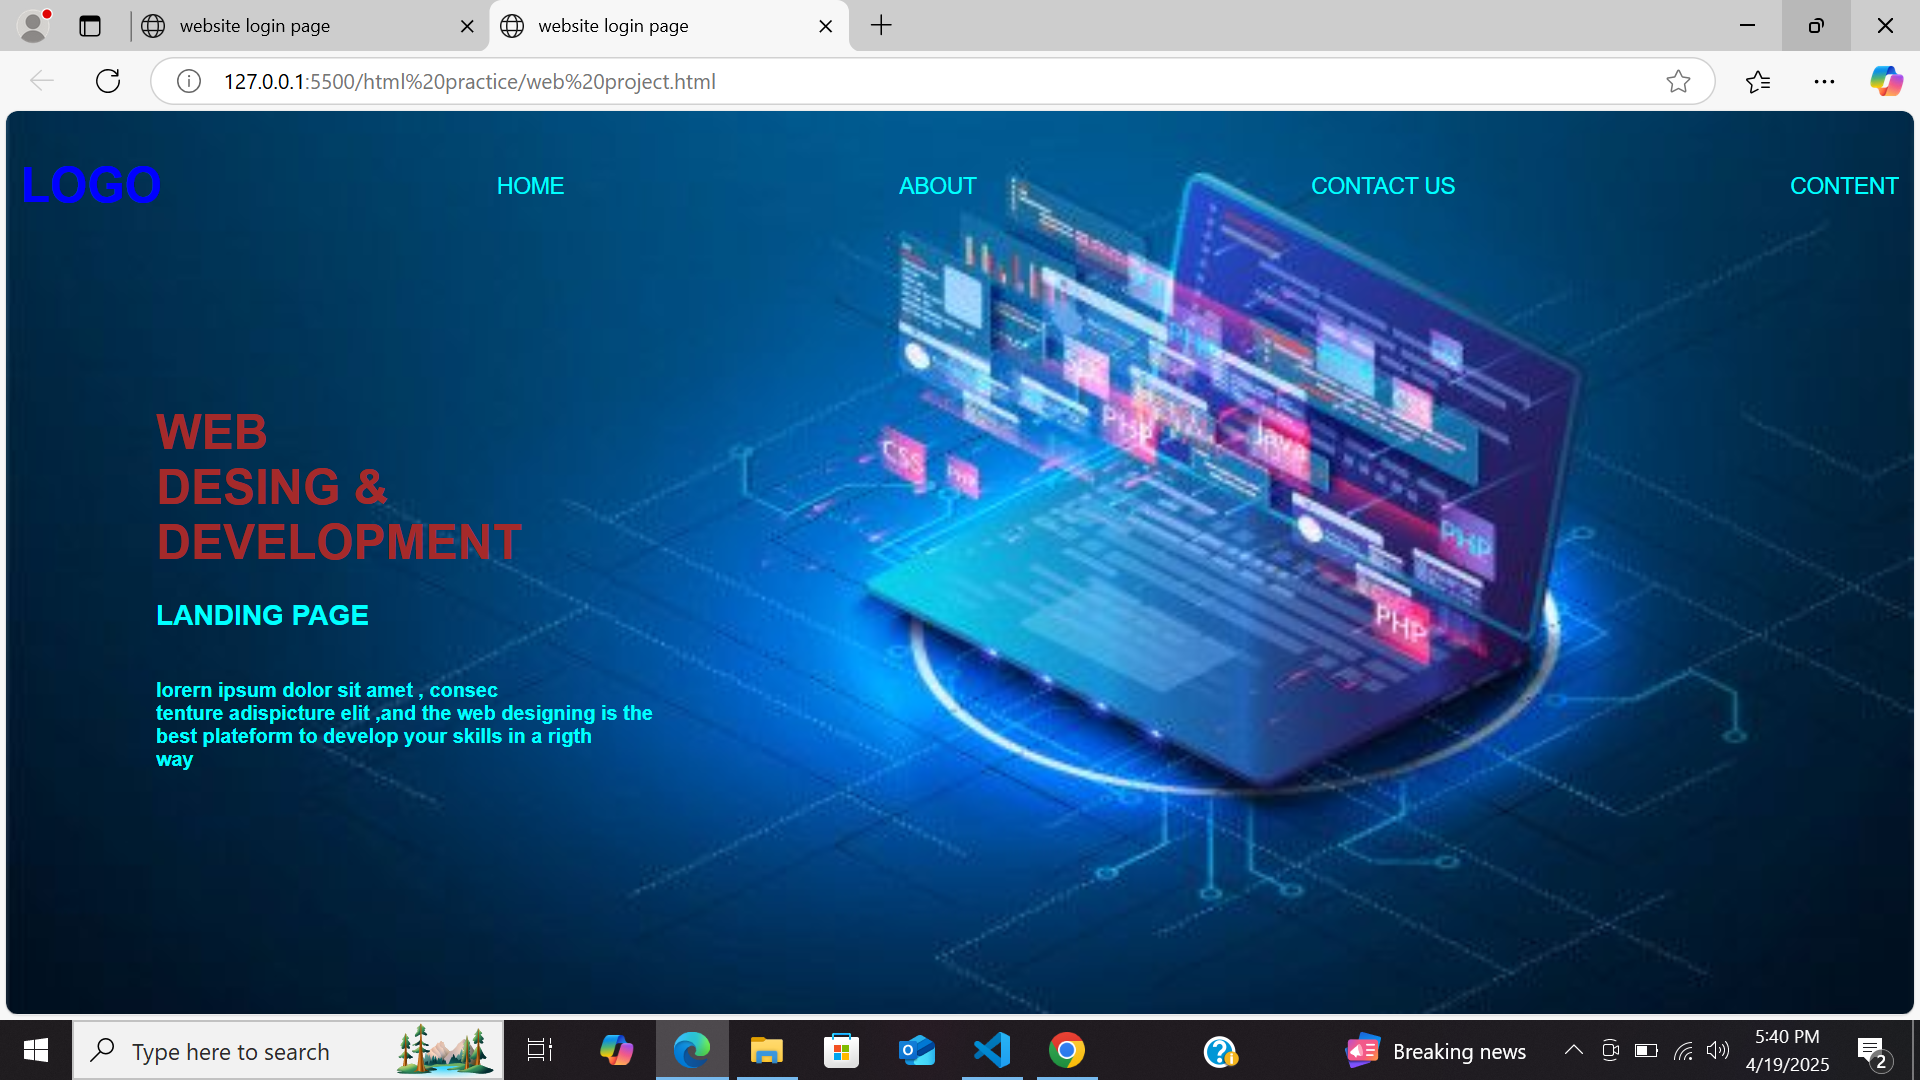 website login page
website login page
127.0.0.1:5500/html%20practice/web%20project.html
LOGO
HOME
ABOUT
CONTACT US
CONTENT
WEB
DESING &
DEVELOPMENT
LANDING PAGE
lorern ipsum dolor sit amet , consec
tenture adispicture elit ,and the web designing is the
best plateform to develop your skills in a rigth
way
CSS
PHP
PHP
Java
PHP
PHP
Type here to search
Breaking news
5:40 PM
4/19/2025
2